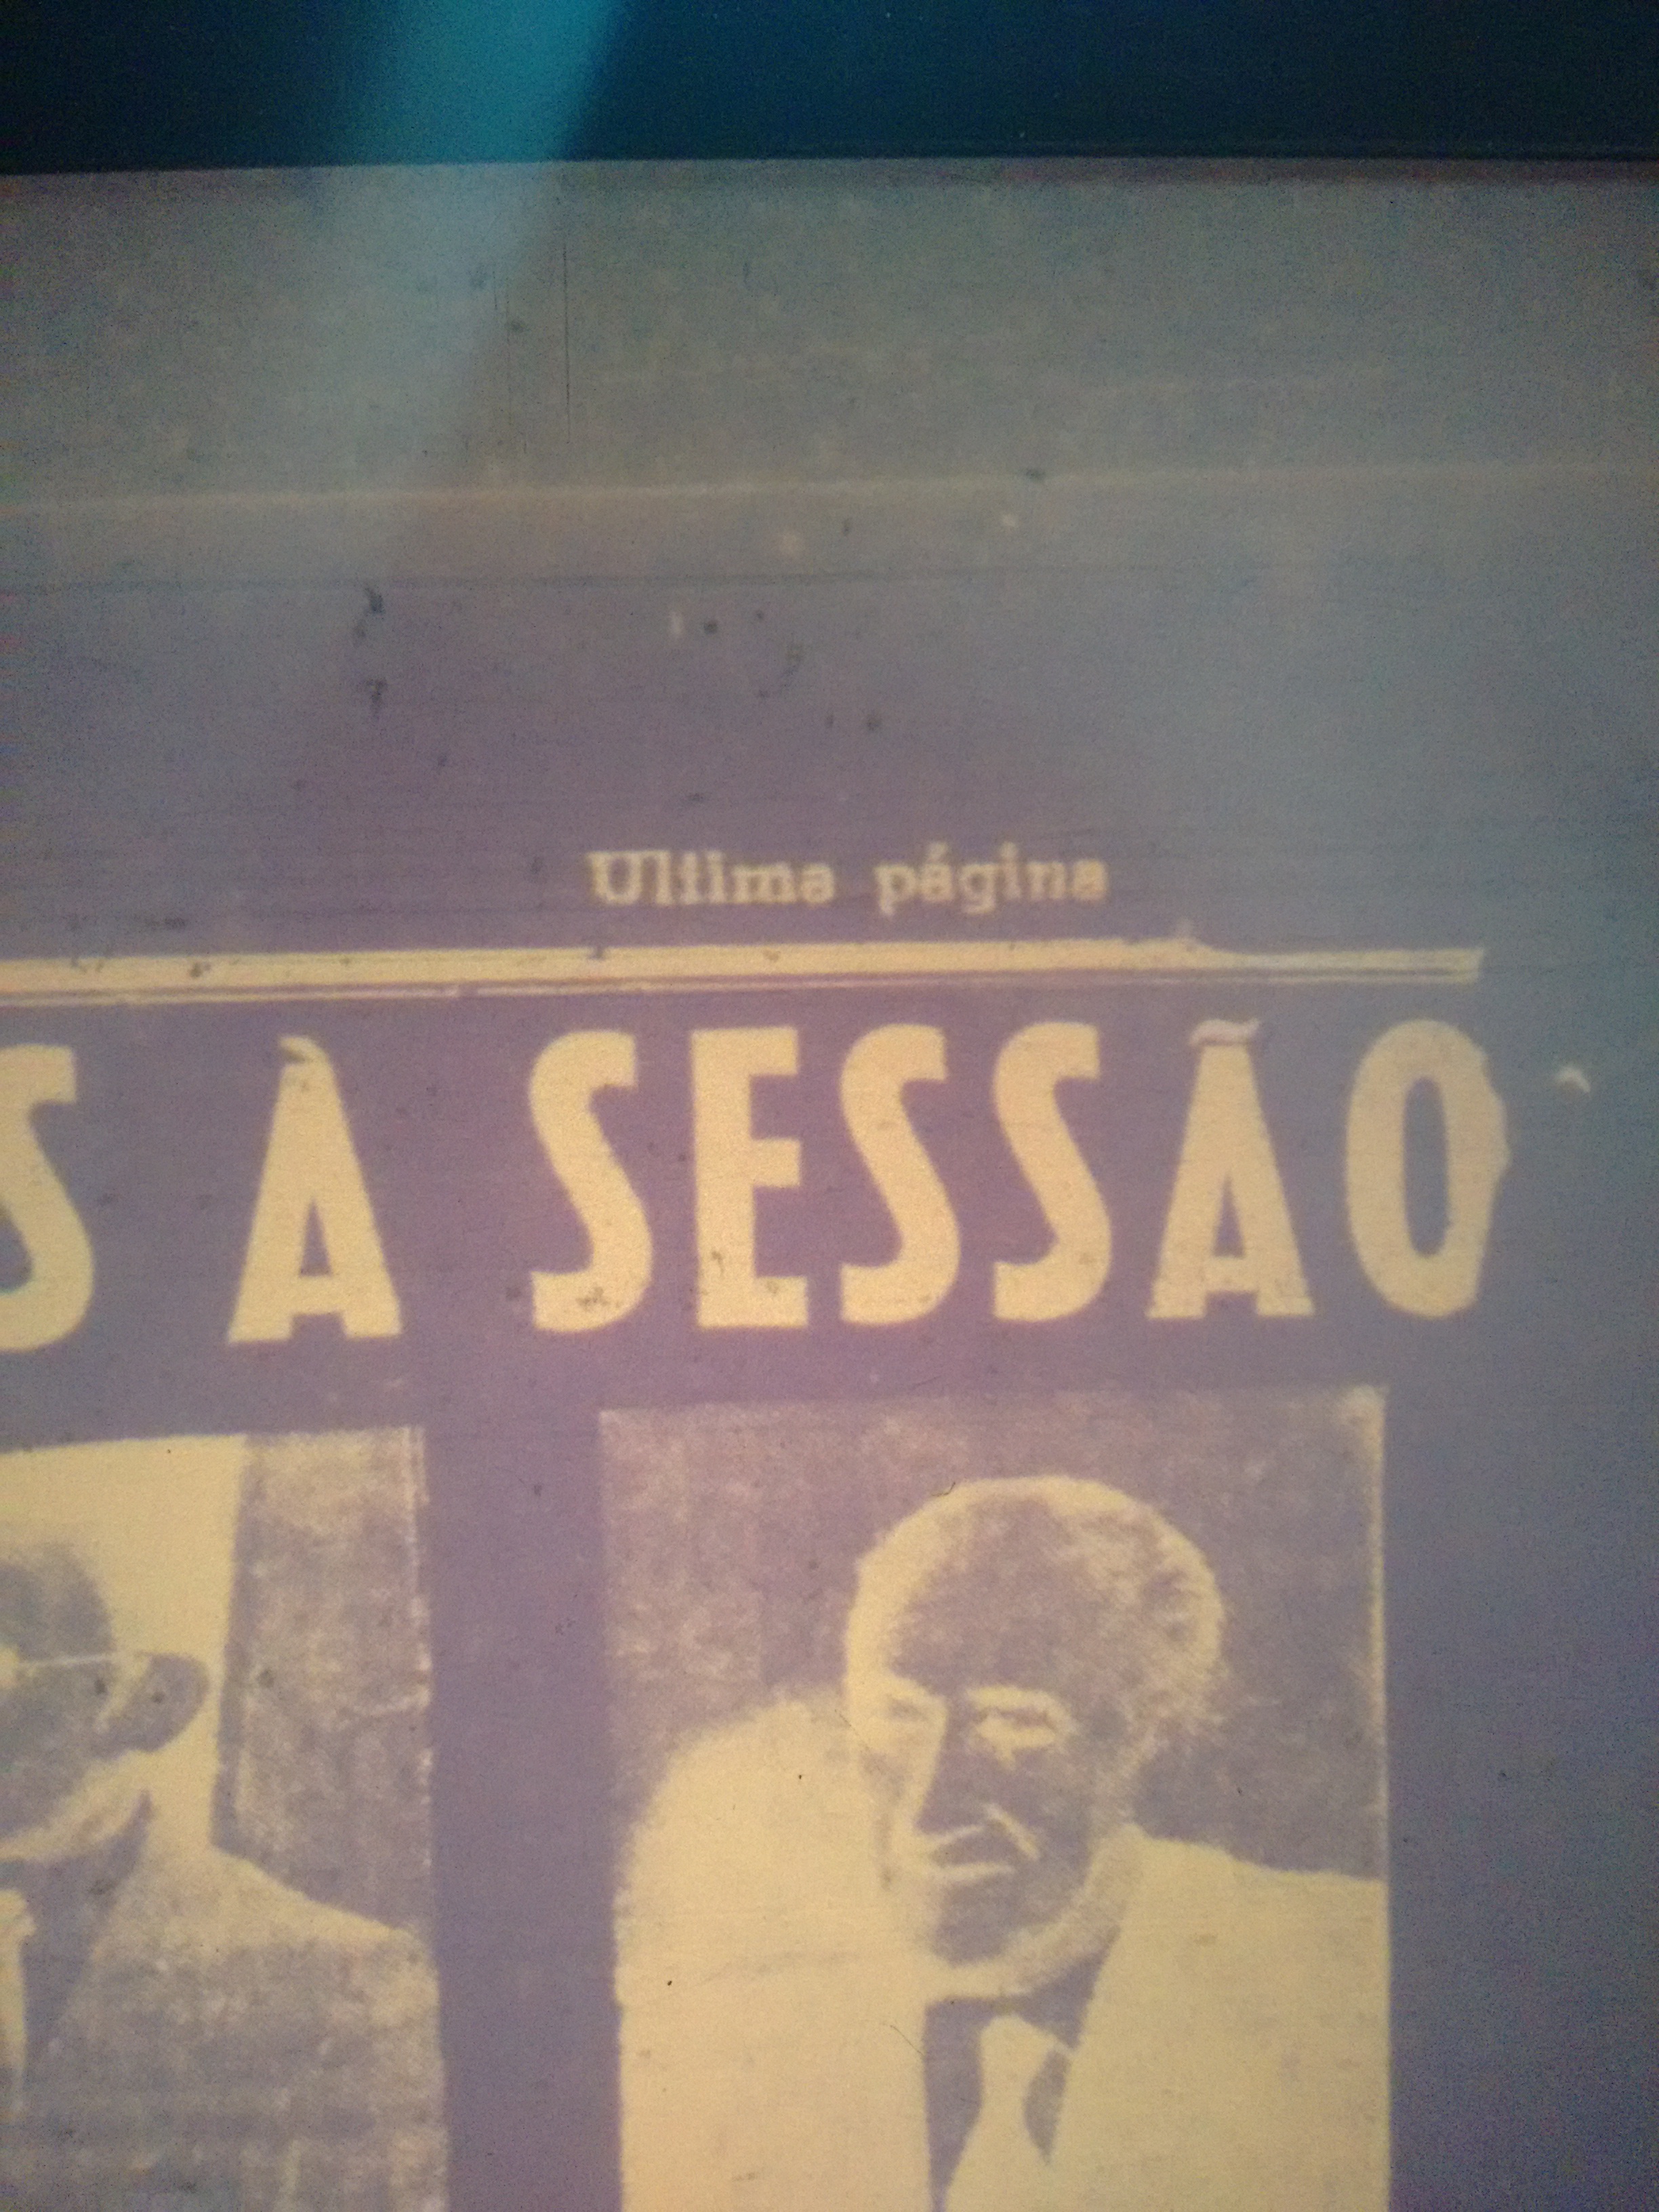 Ultima página
S À SESSÃO